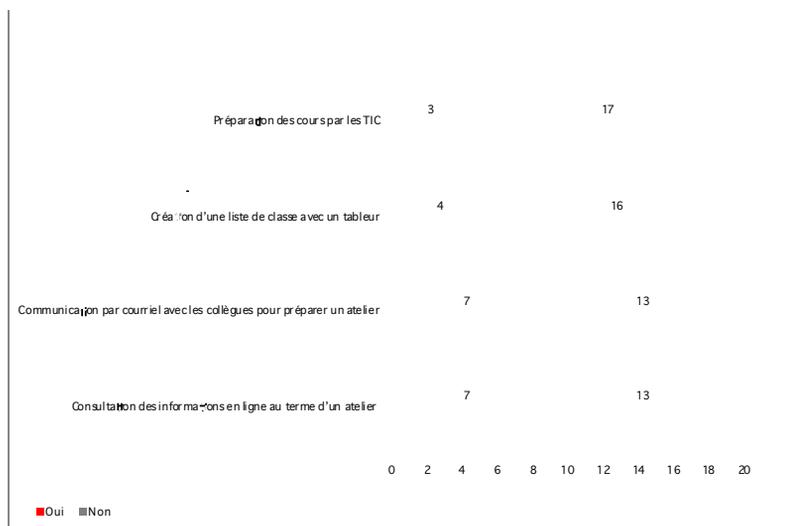 3 17
Préparation des cours par les TIC
4 16
Création d'une liste de classe avec un tableur
7 13
Communication par courriel avec les collègues pour préparer un atelier
7 13
Consultation des informations en ligne au terme d'un atelier
0 2 4 6 8 10 12 14 16 18 20
Oui Non